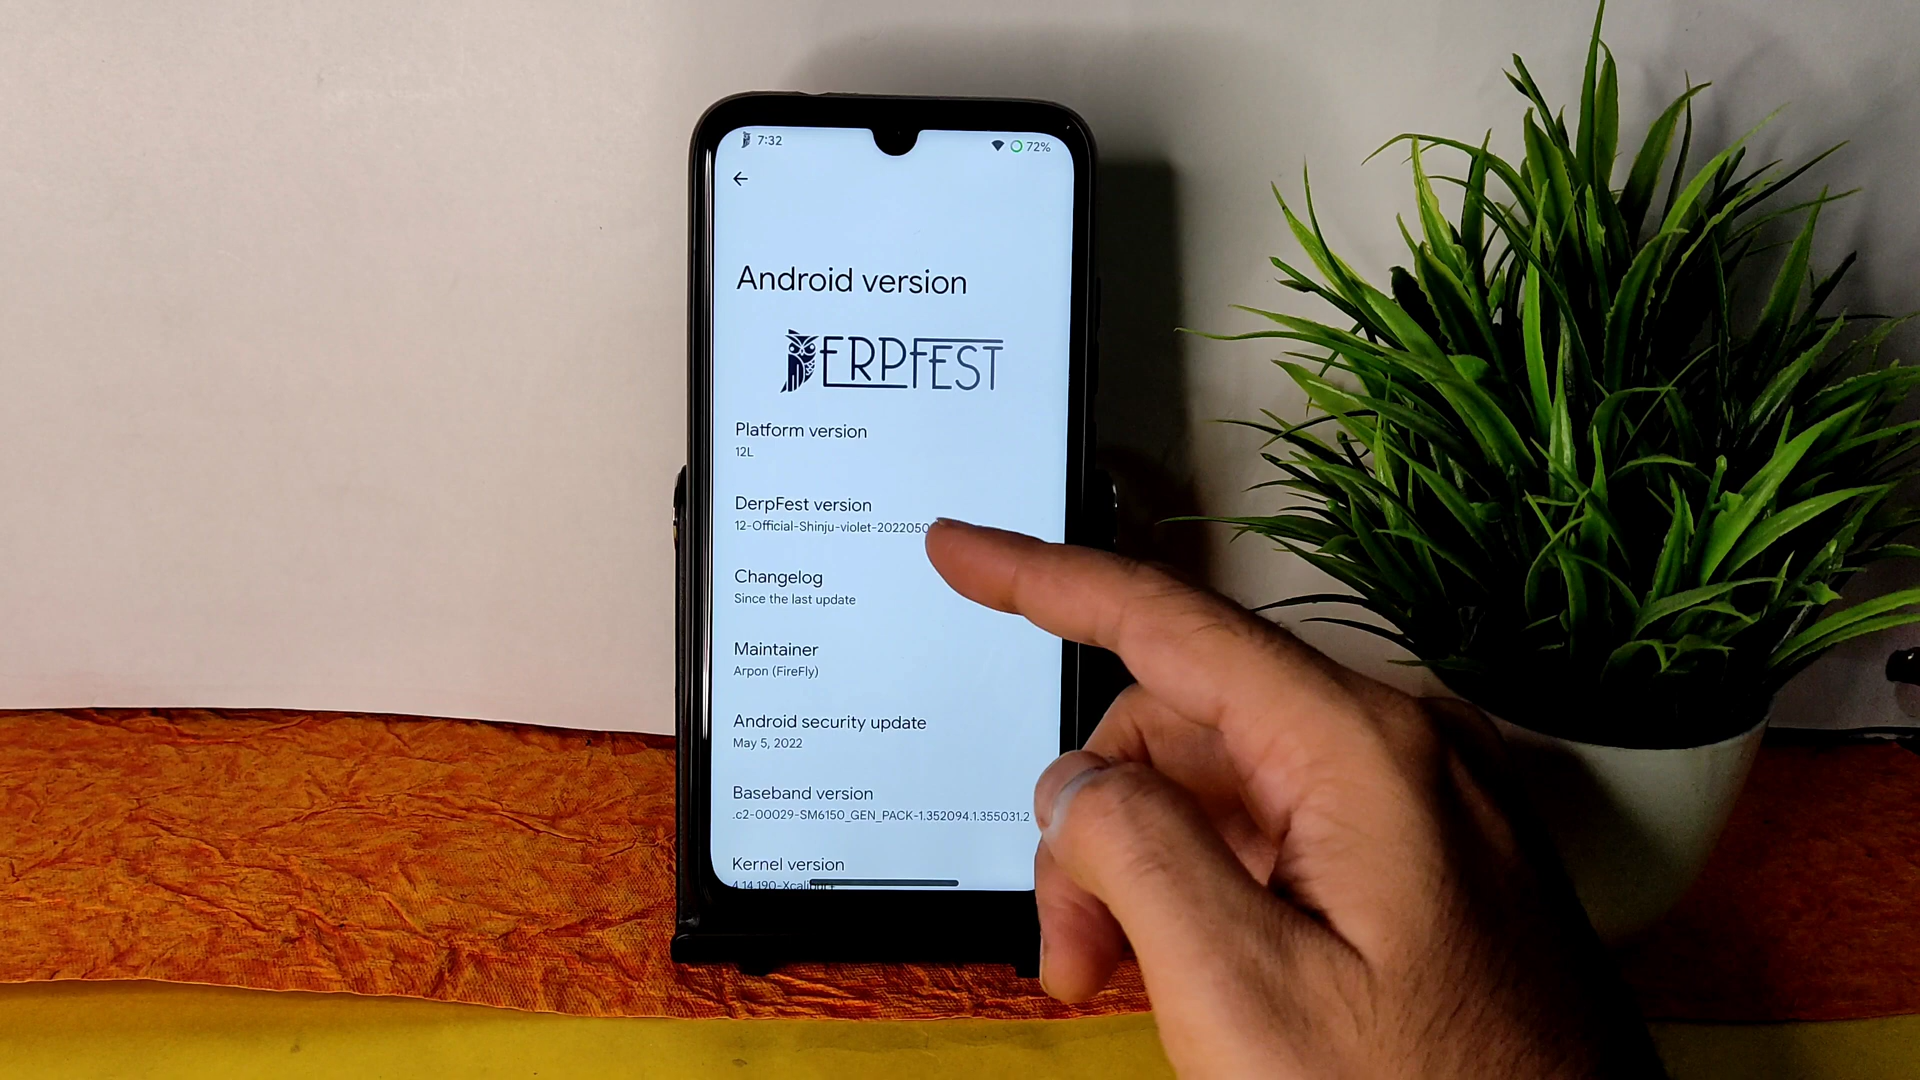 7:32
72%
Android version
DERPFEST
Platform version
12L
DerpFest version
12-Official-Shinju-violet-2022050
Changelog
Since the last update
Maintainer
Arpon (FireFly)
Android security update
May 5, 2022
Baseband version
.c2-00029-SM6150_GEN_PACK-1.352094.1.355031.2
Kernel version